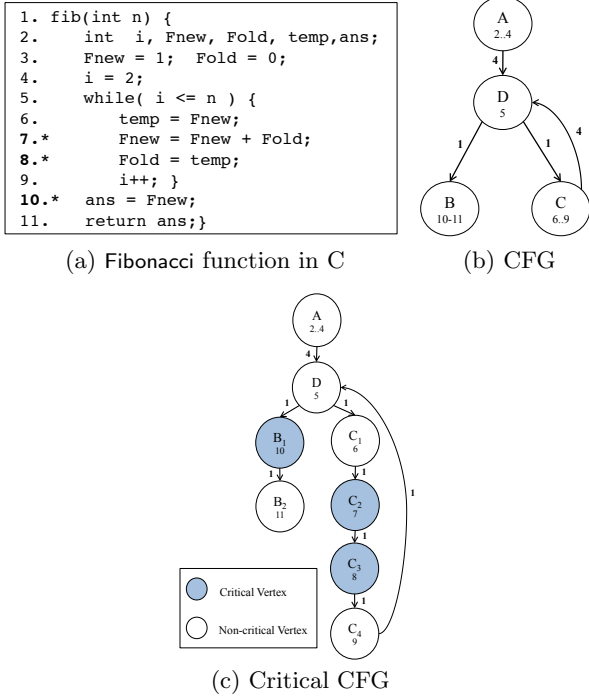 1. fib(int n) {
2. int i, Fnew, Fold, temp,ans;
3. Fnew = 1; Fold = 0;
4. i = 2;
5. while( i <= n ) {
6. temp = Fnew;
7.* Fnew = Fnew + Fold;
8.* Fold = temp;
9. i++; }
10.* ans = Fnew;
11. return ans;}
(a) Fibonacci function in C
A
2..4
4
D
5
1
1
4
B
10-11
C
6..9
(b) CFG
A
2..4
4
D
5
1
1
B1
10
C1
6
1
1
B2
11
C2
7
1
1
C3
8
1
C4
9
Critical Vertex
Non-critical Vertex
(c) Critical CFG